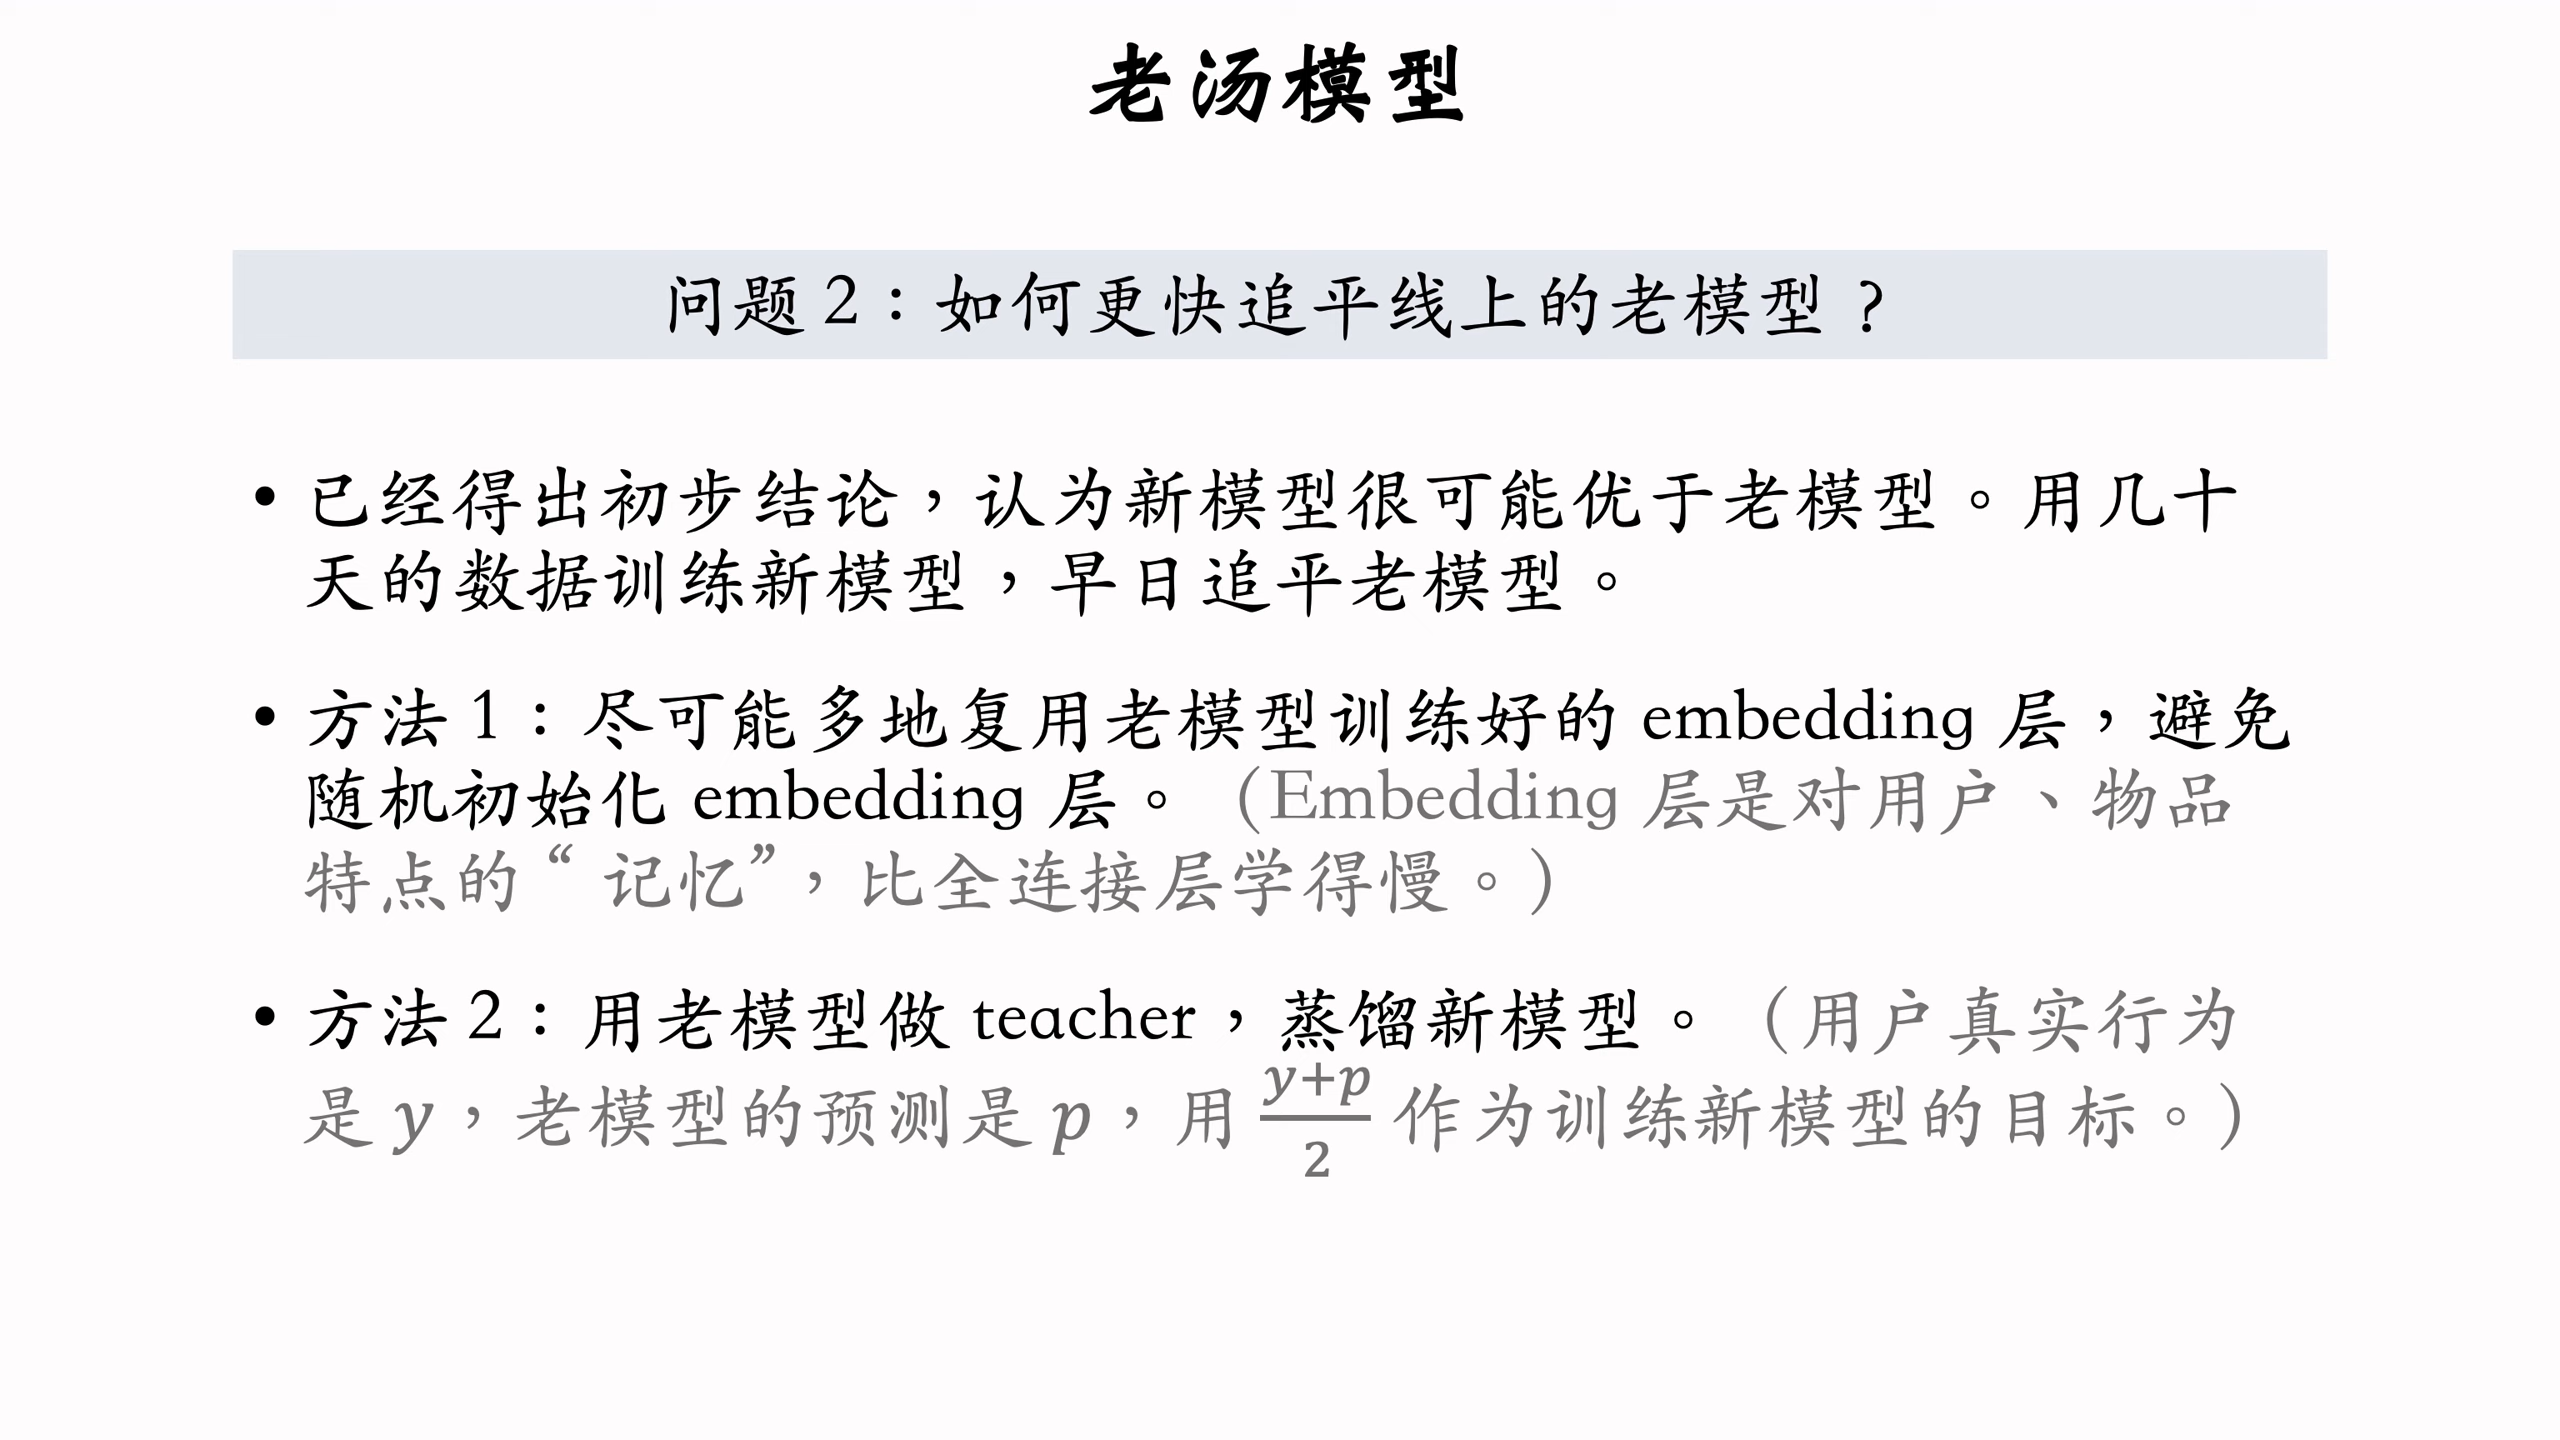 老汤模型
问题 2：如何更快追平线上的老模型？
• 已经得出初步结论，认为新模型很可能优于老模型。用几十
天的数据训练新模型，早日追平老模型。
• 方法 1：尽可能多地复用老模型训练好的 embedding 层，避免
随机初始化 embedding 层。（Embedding 层是对用户、物品
特点的“记忆”，比全连接层学得慢。）
• 方法 2：用老模型做 teacher，蒸馏新模型。（用户真实行为
是 y，老模型的预测是 p，用 (y+p)/2 作为训练新模型的目标。）